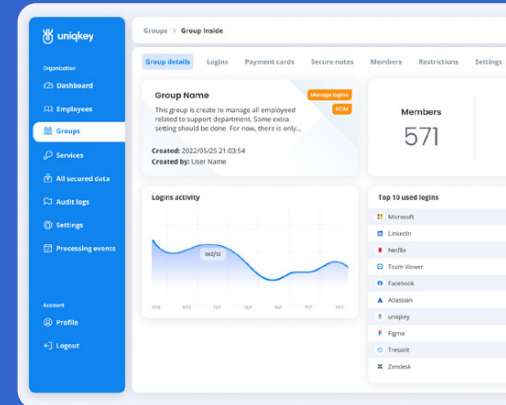 uniqkey
Groups > Group Inside
Organization
Dashboard
Employees
Groups
Services
All secured data
Audit logs
Settings
Processing events
Account
Profile
Logout
Group details Logins Payment cards Secure notes Members Restrictions Settings
Group Name
Manage logins
SCIM
This group is create to manage all employeed
related to support department. Some extra
setting should be done. For now, there is only...
Created: 2022/05/25 21:03:54
Created by: User Name
Members
571
Logins activity
Top 10 used logins
Microsoft
LinkedIn
Netflix
Team Viewer
Facebook
Atlassian
uniqkey
Figma
Tresorit
Zendesk